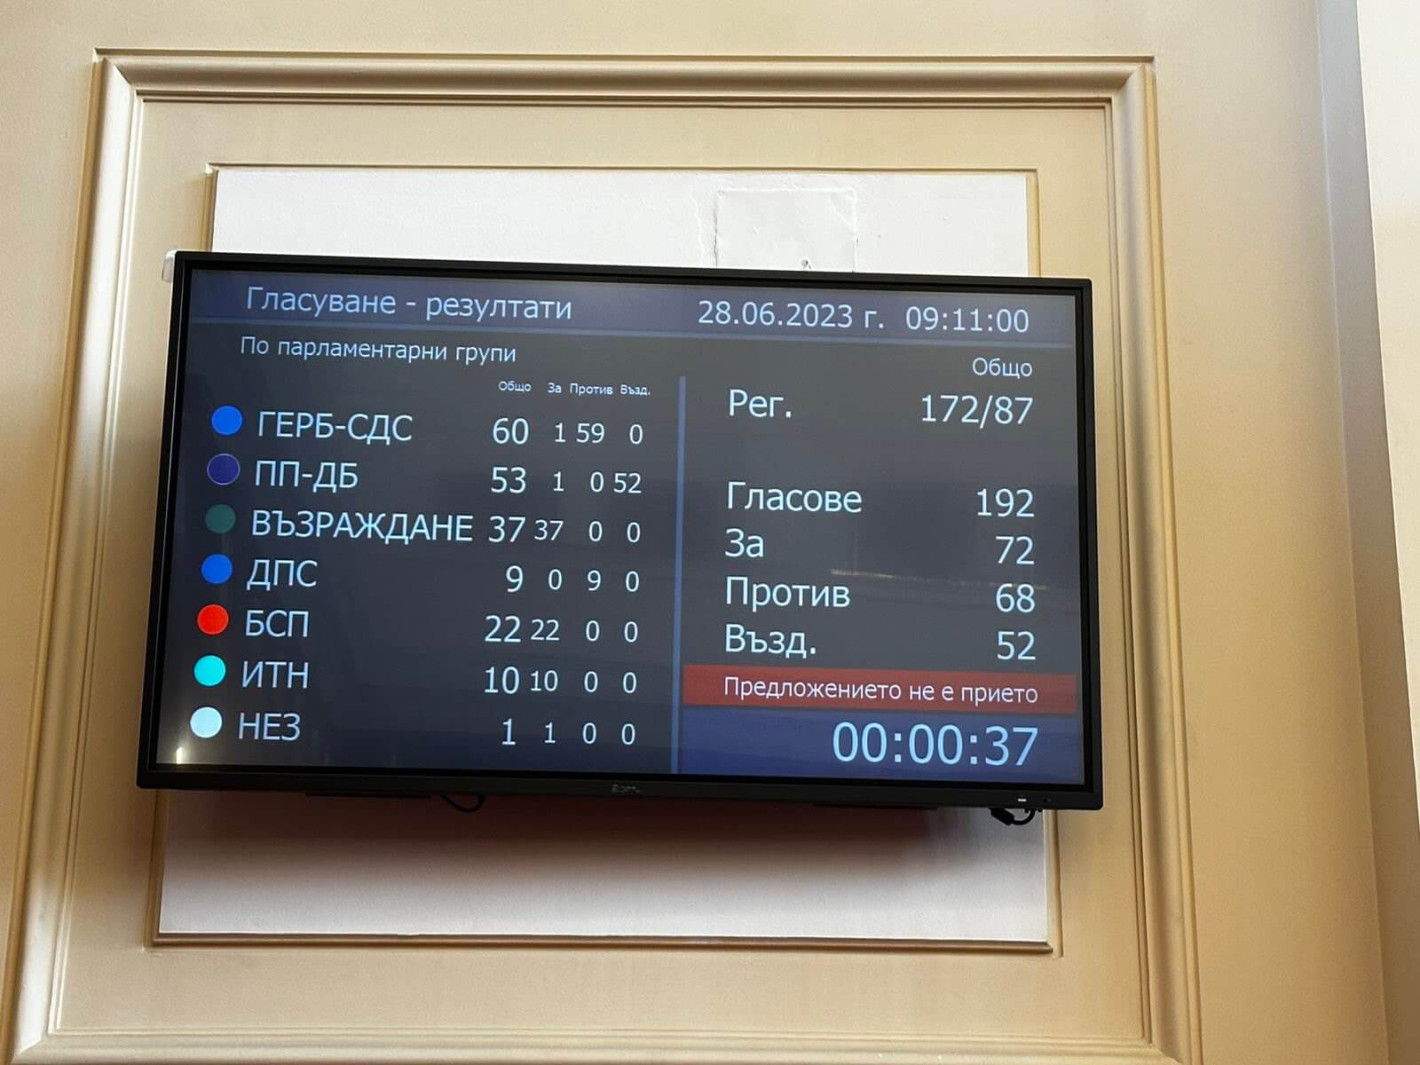 Гласуване - резултати 28.06.2023 г. 09:11:00
По парламентарни групи
Общо За Против Възд.
ГЕРБ-СДС 60 1 59 0
ПП-ДБ 53 1 0 52
ВЪЗРАЖДАНЕ 37 37 0 0
ДПС 9 0 9 0
БСП 22 22 0 0
ИТН 10 10 0 0
НЕЗ 1 1 0 0
Общо
Рег. 172/87
Гласове 192
За 72
Против 68
Възд. 52
Предложението не е прието
00:00:37